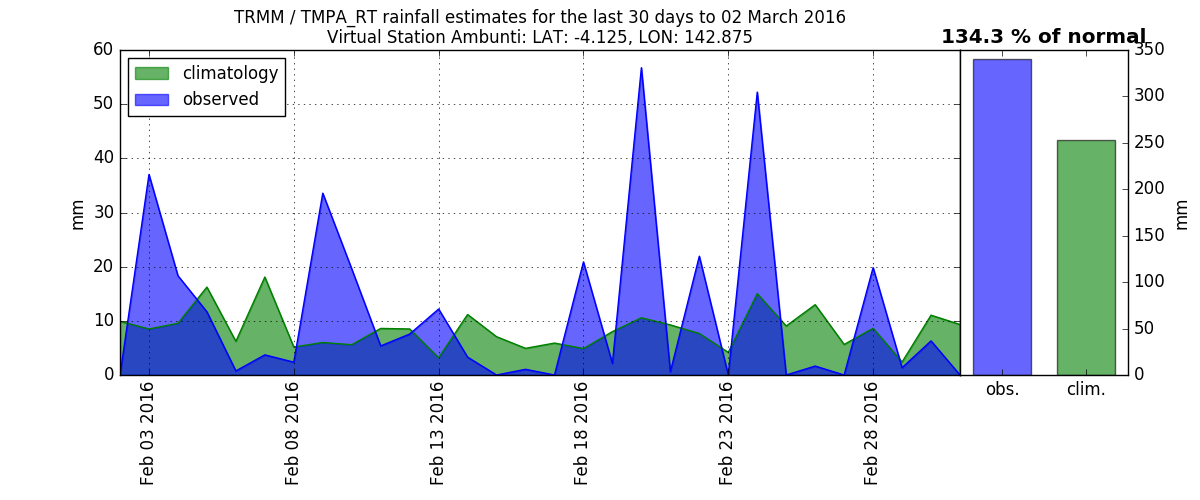 TRMM / TMPA_RT rainfall estimates for the last 30 days to 02 March 2016
Virtual Station Ambunti: LAT: -4.125, LON: 142.875
134.3 % of normal
climatology
observed
60
50
40
30
20
10
0
mm
Feb 03 2016
Feb 08 2016
Feb 13 2016
Feb 18 2016
Feb 23 2016
Feb 28 2016
350
300
250
200
150
100
50
0
mm
obs.
clim.